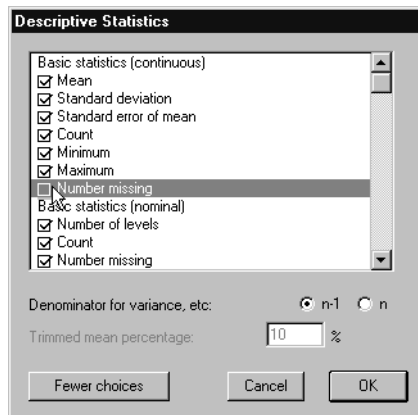 Descriptive Statistics
Basic statistics (continuous)
Mean
Standard deviation
Standard error of mean
Count
Minimum
Maximum
Number missing
Basic statistics (nominal)
Number of levels
Count
Number missing
Denominator for variance, etc: n-1 n
Trimmed mean percentage: 10 %
Fewer choices Cancel OK